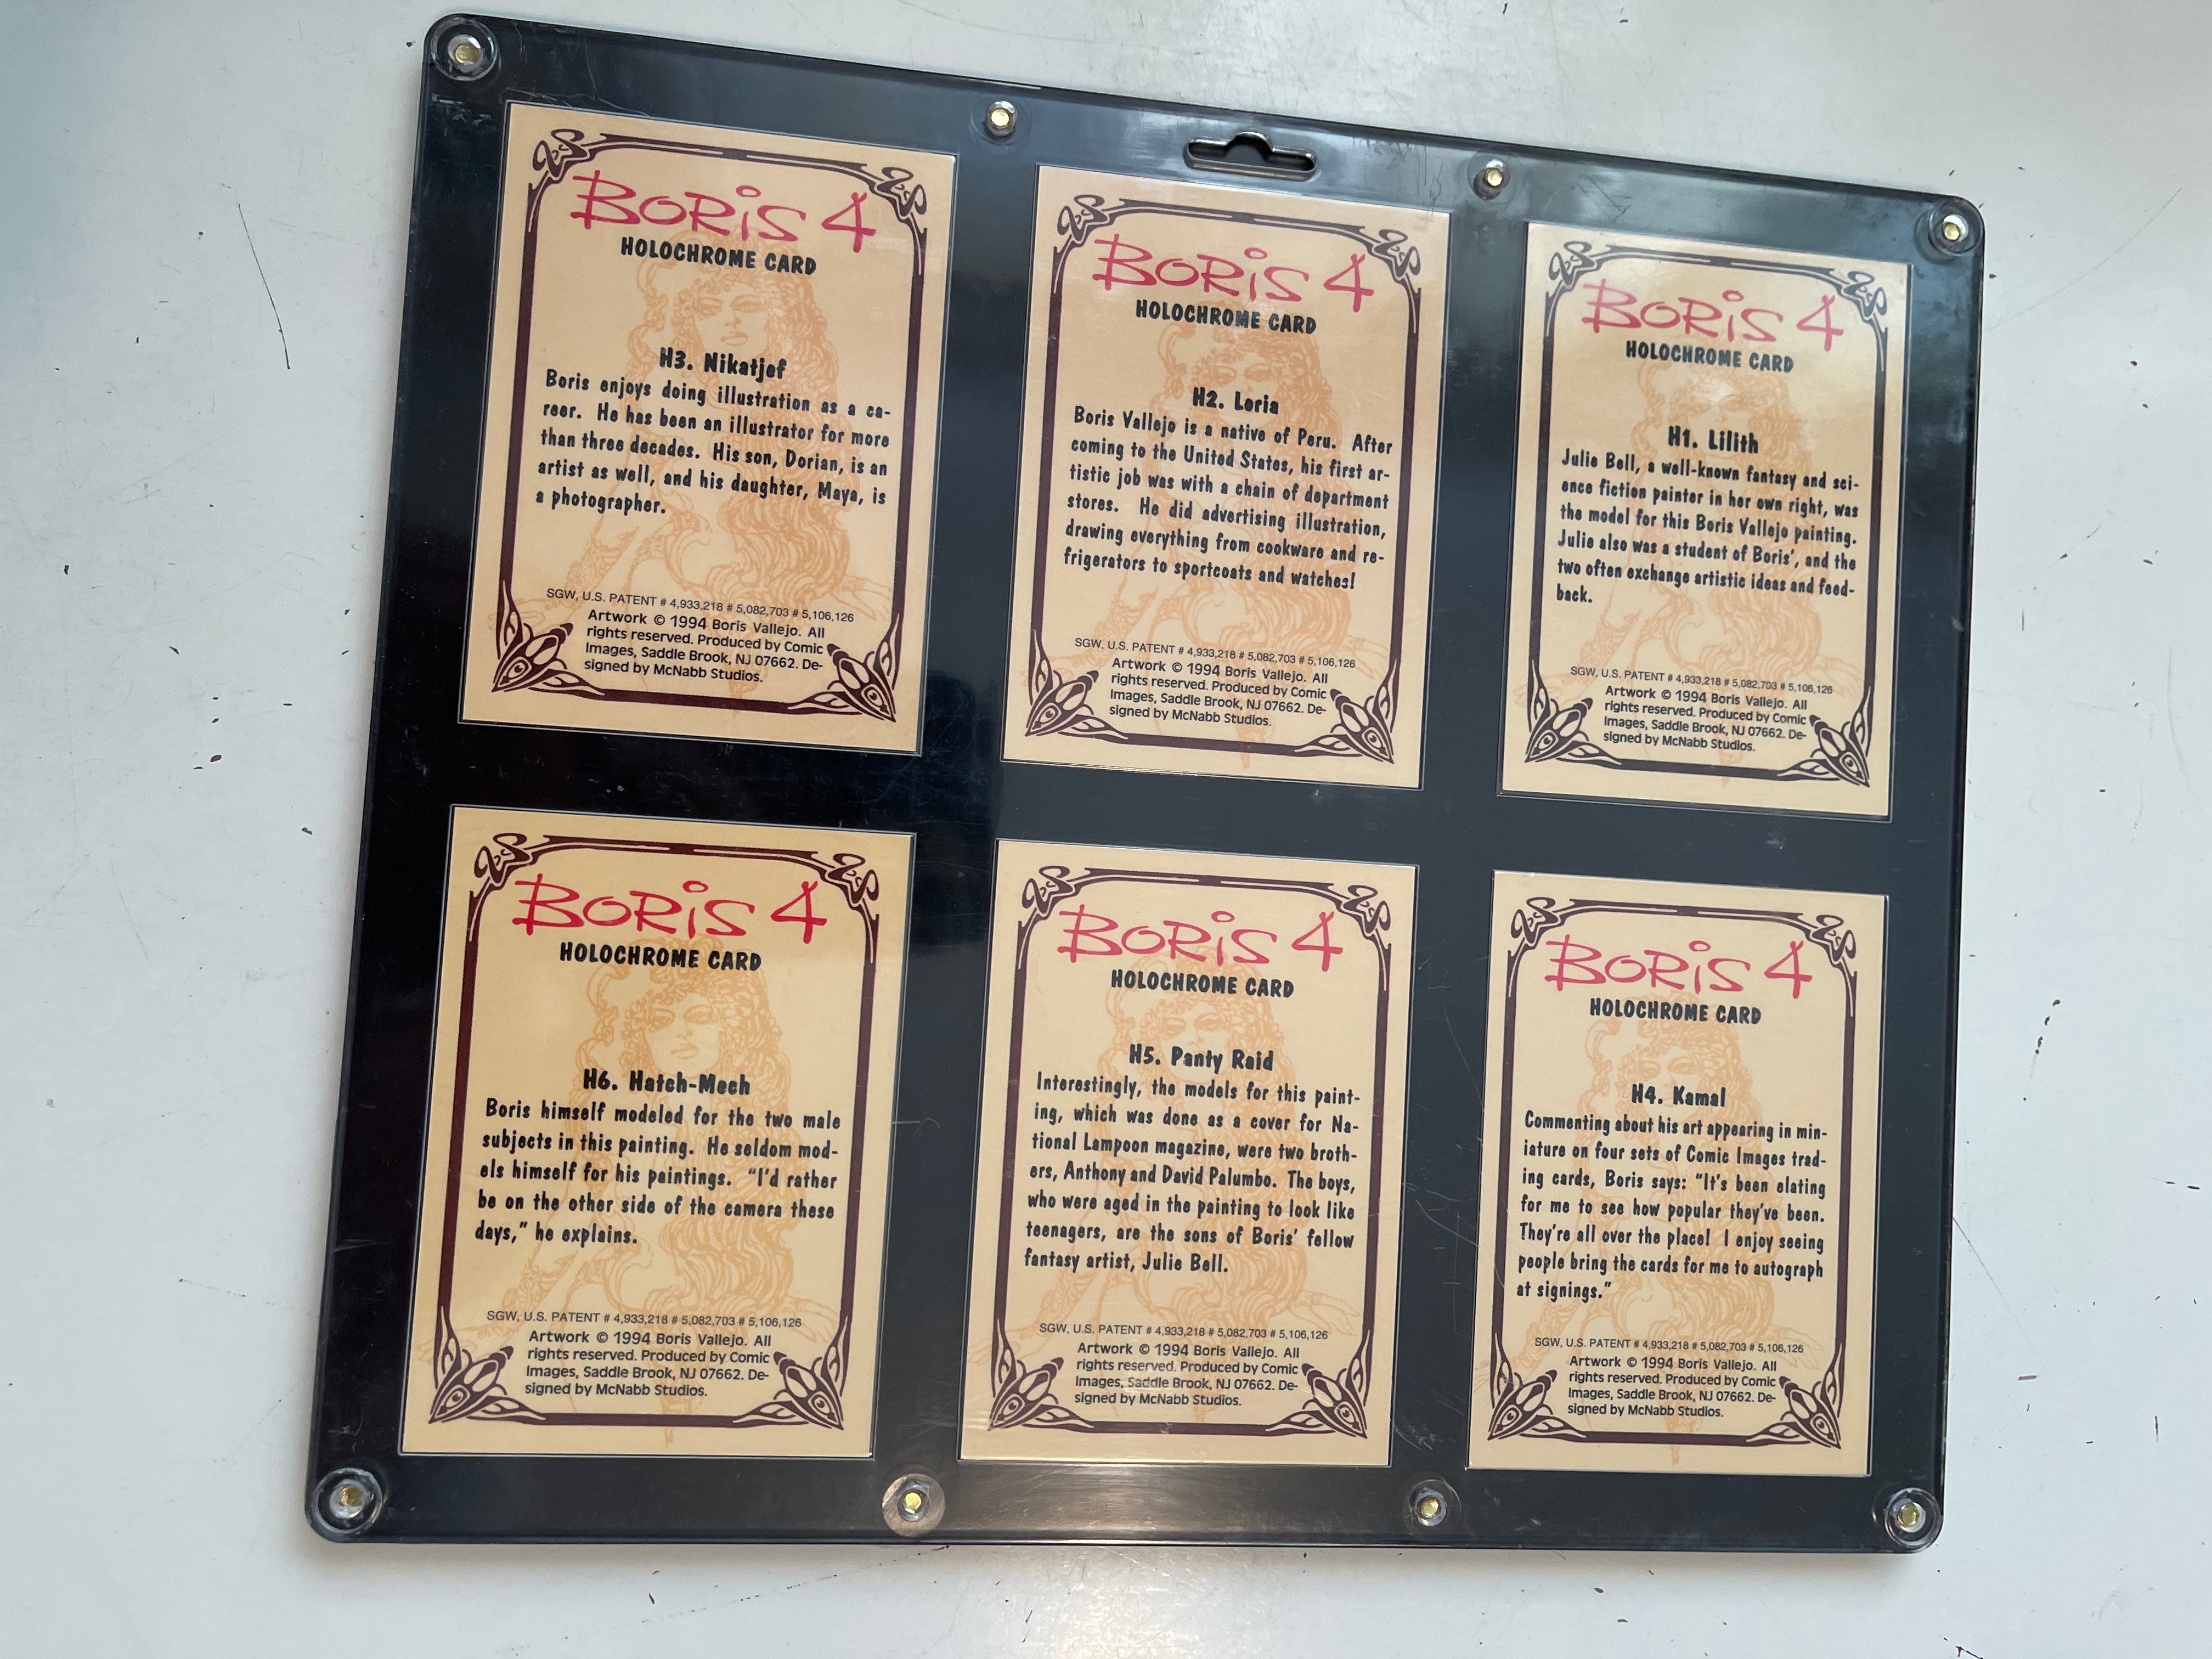 BORIS 4
HOLOCHROME CARD
H3. Nikatjef
Boris enjoys doing illustration as a ca-
reer. He has been an illustrator for more
than three decades. His son, Dorian, is an
artist as well, and his daughter, Maya, is
a photographer.
SGW, U.S. PATENT # 4,933,218 # 5,082,703 # 5,106,126
Artwork © 1994 Boris Vallejo. All
rights reserved. Produced by Comic
Images, Saddle Brook, NJ 07662. De-
signed by McNabb Studios.
BORIS 4
HOLOCHROME CARD
H2. Loria
Boris Vallejo is a native of Peru. After
coming to the United States, his first ar-
tistic job was with a chain of department
stores. He did advertising illustration,
drawing everything from cookware and re-
frigerators to sportcoats and watches!
SGW, U.S. PATENT # 4,933,218 # 5,082,703 # 5,106,126
Artwork © 1994 Boris Vallejo. All
rights reserved. Produced by Comic
Images, Saddle Brook, NJ 07662. De-
signed by McNabb Studios.
BORIS 4
HOLOCHROME CARD
H1. Lilith
Julie Bell, a well-known fantasy and sci-
ence fiction painter in her own right, was
the model for this Boris Vallejo painting.
Julie also was a student of Boris', and the
two often exchange artistic ideas and feed-
back.
SGW, U.S. PATENT # 4,933,218 # 5,082,703 # 5,106,126
Artwork © 1994 Boris Vallejo. All
rights reserved. Produced by Comic
Images, Saddle Brook, NJ 07662. De-
signed by McNabb Studios.
BORIS 4
HOLOCHROME CARD
H6. Hatch-Mech
Boris himself modeled for the two male
subjects in this painting. He seldom mod-
els himself for his paintings. "I'd rather
be on the other side of the camera these
days," he explains.
SGW, U.S. PATENT # 4,933,218 # 5,082,703 # 5,106,126
Artwork © 1994 Boris Vallejo. All
rights reserved. Produced by Comic
Images, Saddle Brook, NJ 07662. De-
signed by McNabb Studios.
BORIS 4
HOLOCHROME CARD
H5. Panty Raid
Interestingly, the models for this paint-
ing, which was done as a cover for Na-
tional Lampoon magazine, were two broth-
ers, Anthony and David Palumbo. The boys,
who were aged in the painting to look like
teenagers, are the sons of Boris' fellow
fantasy artist, Julie Bell.
SGW, U.S. PATENT # 4,933,218 # 5,082,703 # 5,106,126
Artwork © 1994 Boris Vallejo. All
rights reserved. Produced by Comic
Images, Saddle Brook, NJ 07662. De-
signed by McNabb Studios.
BORIS 4
HOLOCHROME CARD
H4. Kamal
Commenting about his art appearing in min-
iature on four sets of Comic Images trad-
ing cards, Boris says: "It's been elating
for me to see how popular they've been.
They're all over the place! I enjoy seeing
people bring the cards for me to autograph
at signings."
SGW, U.S. PATENT # 4,933,218 # 5,082,703 # 5,106,126
Artwork © 1994 Boris Vallejo. All
rights reserved. Produced by Comic
Images, Saddle Brook, NJ 07662. De-
signed by McNabb Studios.